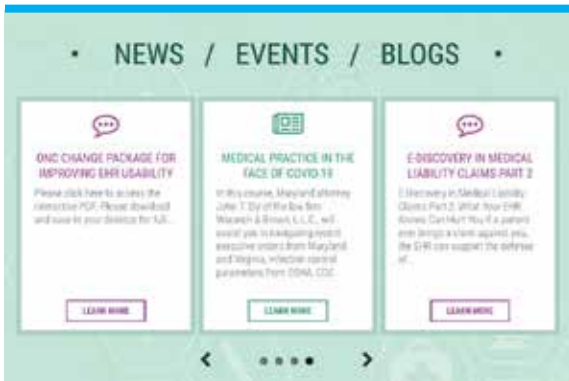 • NEWS / EVENTS / BLOGS •
ONC CHANGE PACKAGE FOR
IMPROVING EHR USABILITY
Please click here to access the
interactive PDF. Please download
and save to your desktop for full...
LEARN MORE
MEDICAL PRACTICE IN THE
FACE OF COVID-19
In this course, Maryland attorney
John T. Ely of the law firm
& Brown, L.L.C., will
assist you in navigating recent
executive orders from Maryland
and Virginia, infection control
parameters from OSHA, CDC
LEARN MORE
E-DISCOVERY IN MEDICAL
LIABILITY CLAIMS PART 2
E-Discovery in Medical Liability
Claims Part 2: What Your EHR
Knows Can Hurt You If a patient
ever brings a claim against you,
the EHR can support the defense
of...
LEARN MORE